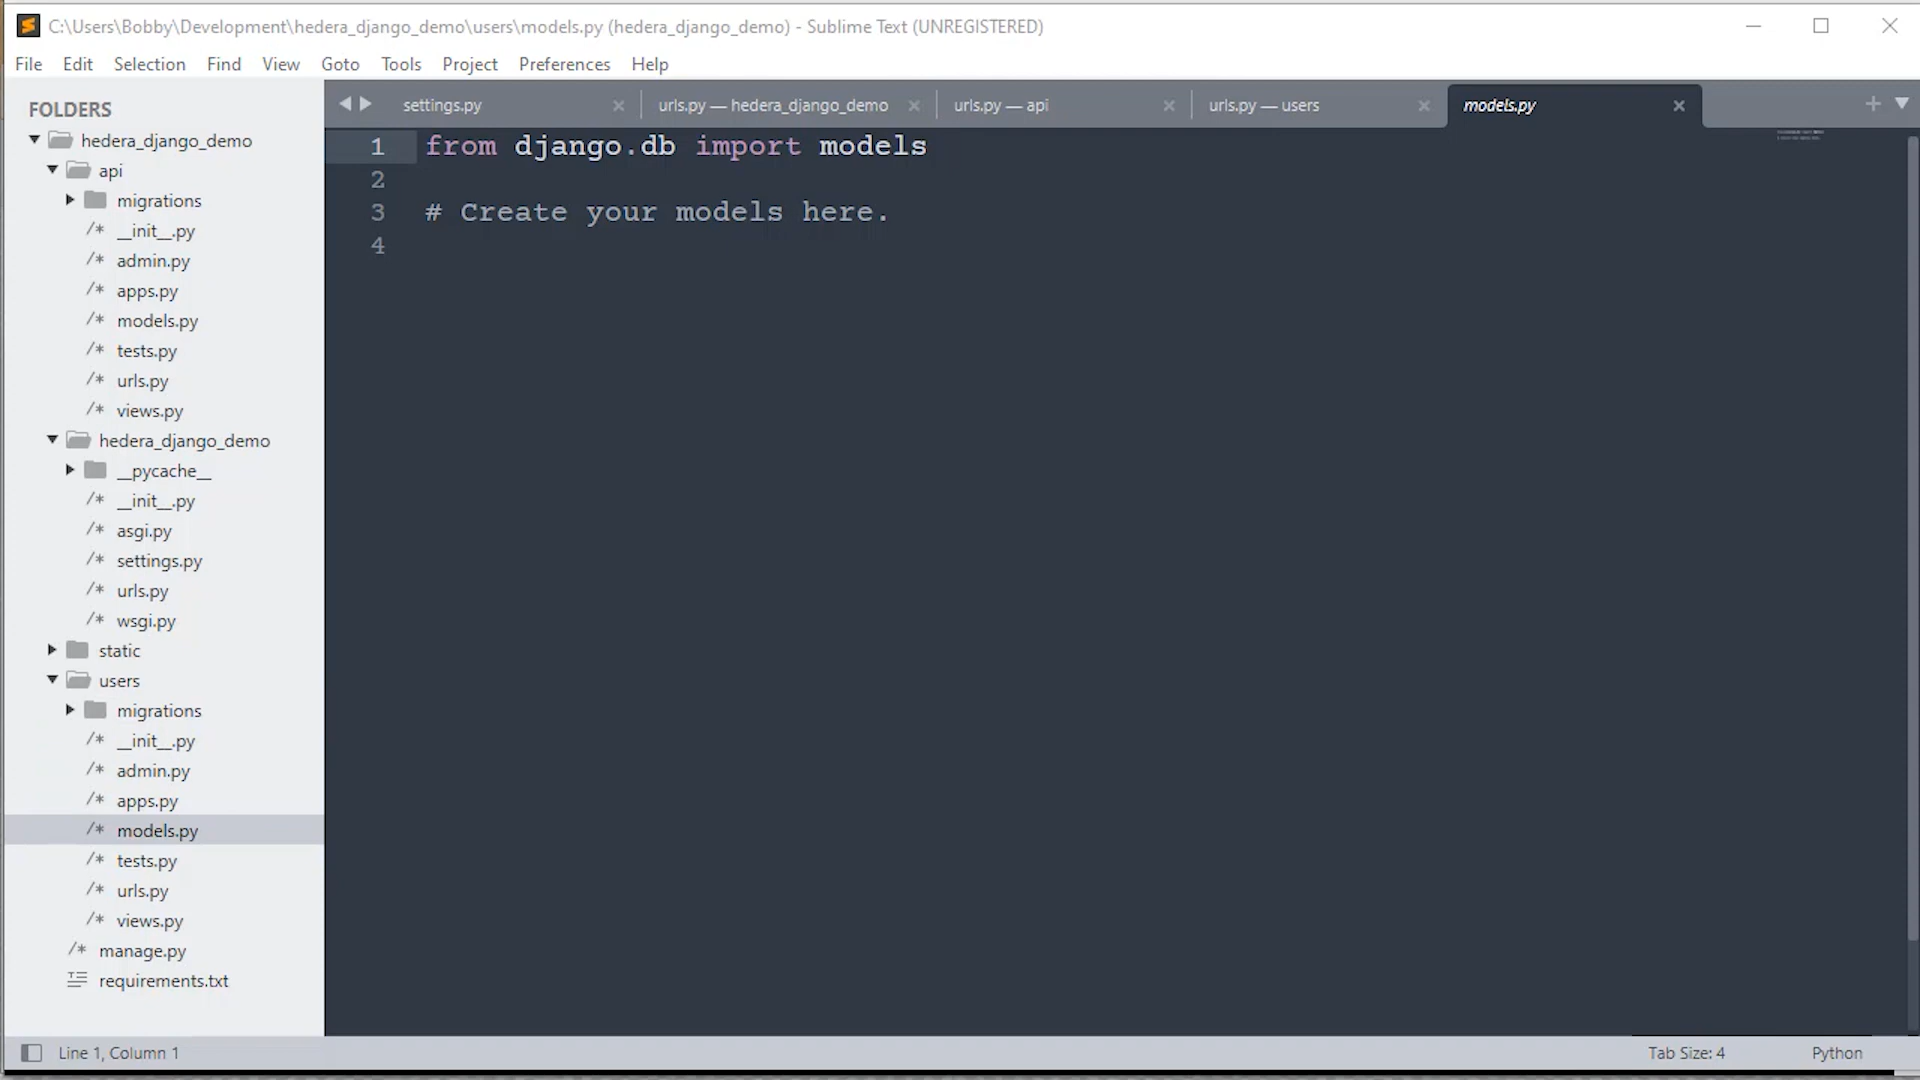 C:\Users\Bobby\Development\hedera_django_demo\users\models.py (hedera_django_demo) - Sublime Text (UNREGISTERED)
File Edit Selection Find View Goto Tools Project Preferences Help
FOLDERS
hedera_django_demo
api
migrations
/* __init__.py
/* admin.py
/* apps.py
/* models.py
/* tests.py
/* urls.py
/* views.py
hedera_django_demo
__pycache__
/* __init__.py
/* asgi.py
/* settings.py
/* urls.py
/* wsgi.py
static
users
migrations
/* __init__.py
/* admin.py
/* apps.py
/* models.py
/* tests.py
/* urls.py
/* views.py
/* manage.py
requirements.txt
settings.py urls.py — hedera_django_demo urls.py — api urls.py — users models.py
1 from django.db import models
2
3 # Create your models here.
4
Line 1, Column 1 Tab Size: 4 Python